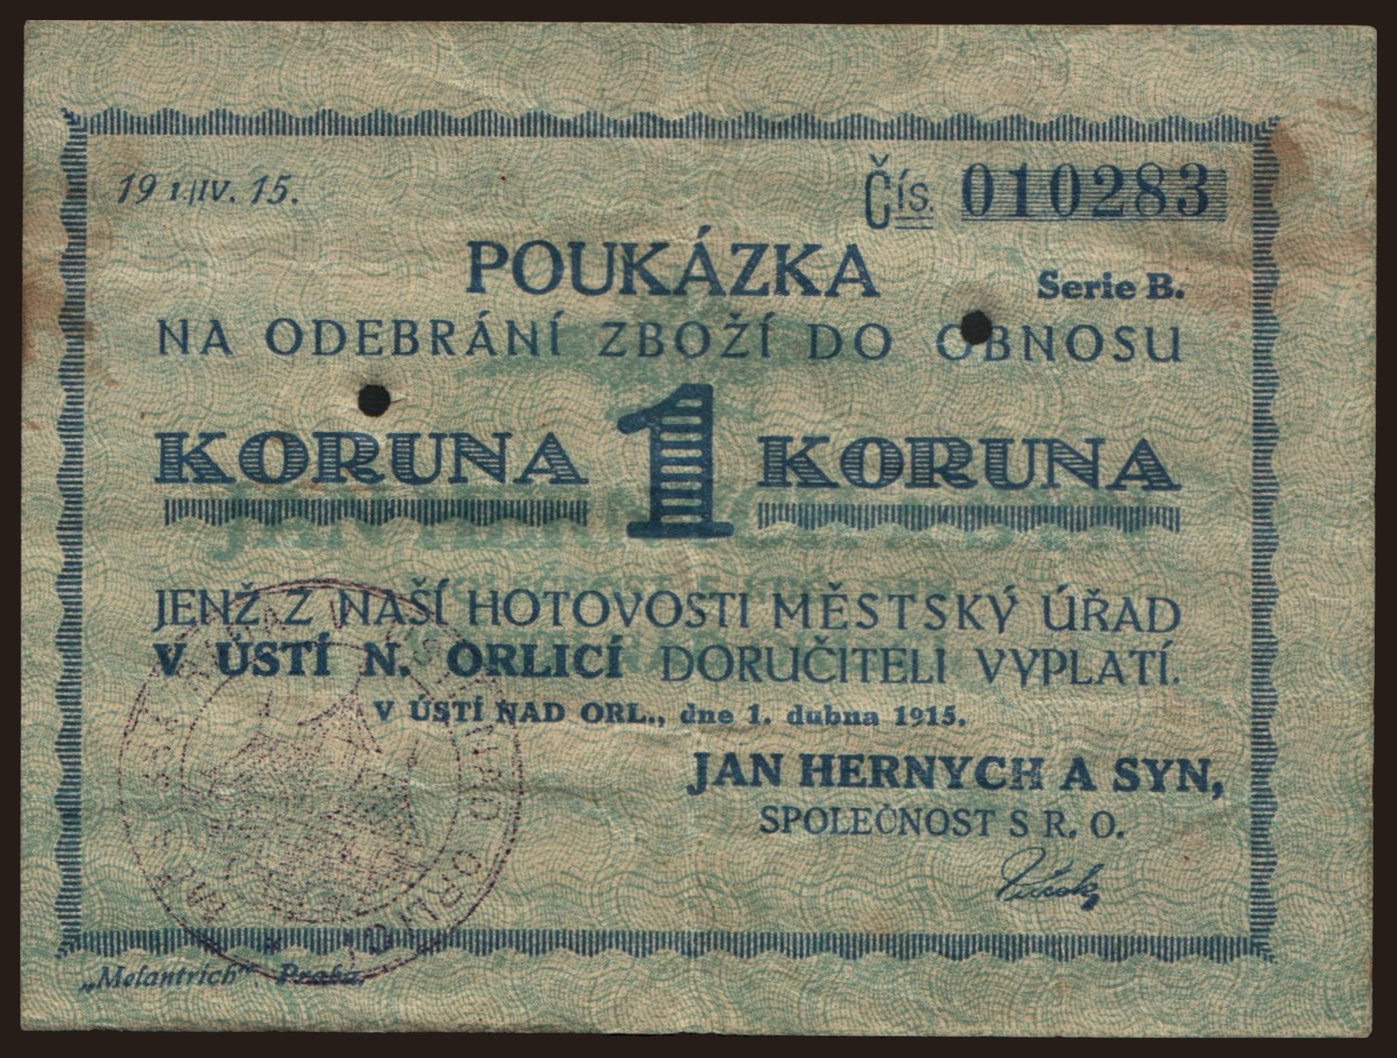 19 1./IV. 15.
Čís. 010283
POUKÁZKA
Serie B.
NA ODEBRÁNÍ ZBOŽÍ DO OBNOSU
KORUNA 1 KORUNA
JENŽ Z NAŠÍ HOTOVOSTI MĚSTSKÝ ÚŘAD
V ÚSTÍ N. ORLICÍ DORUČITELI VYPLATÍ.
V ÚSTÍ NAD ORL., dne 1. dubna 1915.
JAN HERNYCH A SYN,
SPOLEČNOST S R. O.
„Melantrich“ Praha.